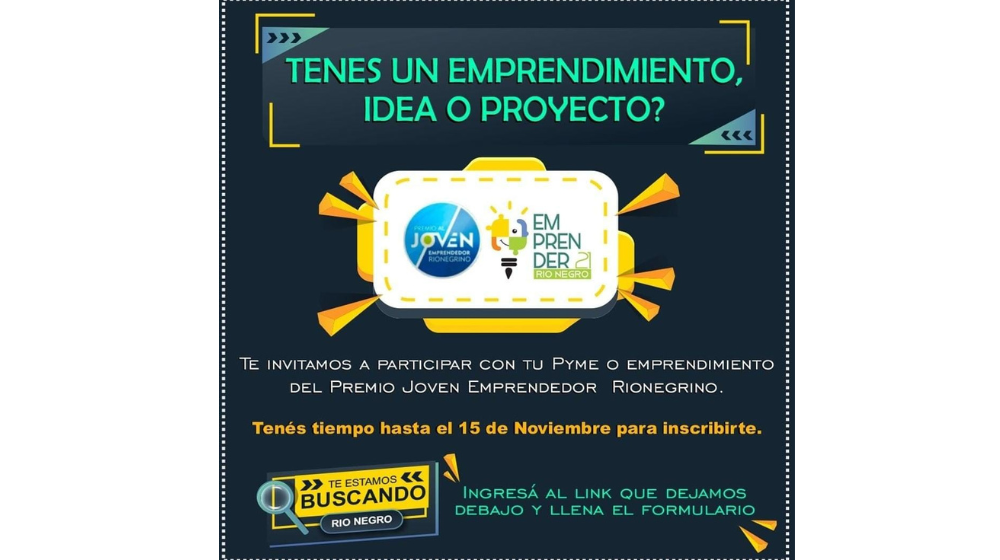 TENES UN EMPRENDIMIENTO,
IDEA O PROYECTO?
PREMIO AL
JOVEN
EMPRENDEDOR
RIONEGRINO
EM
PREN
DER 21
RIO NEGRO
TE INVITAMOS A PARTICIPAR CON TU PYME O EMPRENDIMIENTO
DEL PREMIO JOVEN EMPRENDEDOR RIONEGRINO.
Tenés tiempo hasta el 15 de Noviembre para inscribirte.
TE ESTAMOS
BUSCANDO
RIO NEGRO
INGRESÁ AL LINK QUE DEJAMOS
DEBAJO Y LLENA EL FORMULARIO